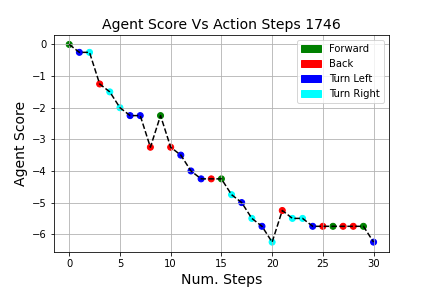 Agent Score Vs Action Steps 1746
Forward
Back
Turn Left
Turn Right
Agent Score
0
−1
−2
−3
−4
−5
−6
0 5 10 15 20 25 30
Num. Steps